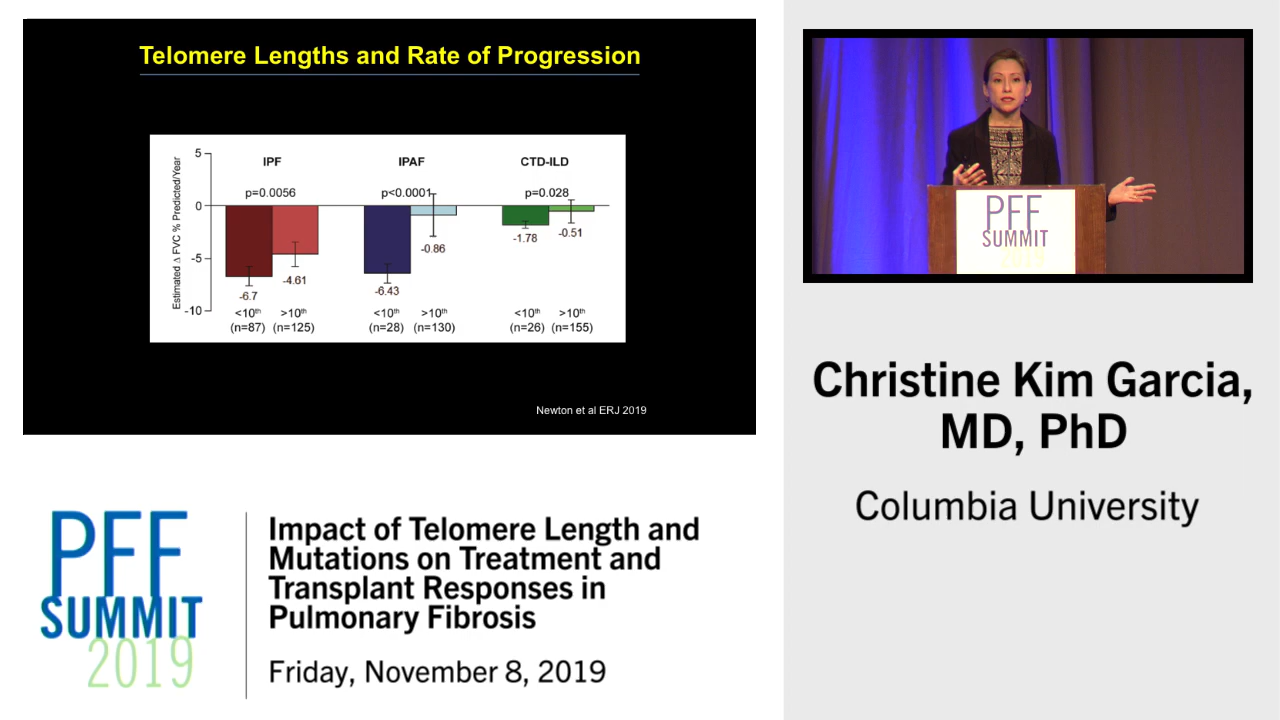 Telomere Lengths and Rate of Progression
IPF
IPAF
CTD-ILD
p=0.0056
p<0.0001
p=0.028
Estimated Δ FVC % Predicted/Year
5
0
-5
-10
-6.7
-4.61
-6.43
-0.86
-1.78
-0.51
<10th >10th <10th >10th <10th >10th
(n=87) (n=125) (n=28) (n=130) (n=26) (n=155)
Newton et al ERJ 2019
PFF
SUMMIT
2019
Christine Kim Garcia,
MD, PhD
Columbia University
PFF
SUMMIT
2019
Impact of Telomere Length and
Mutations on Treatment and
Transplant Responses in
Pulmonary Fibrosis
Friday, November 8, 2019